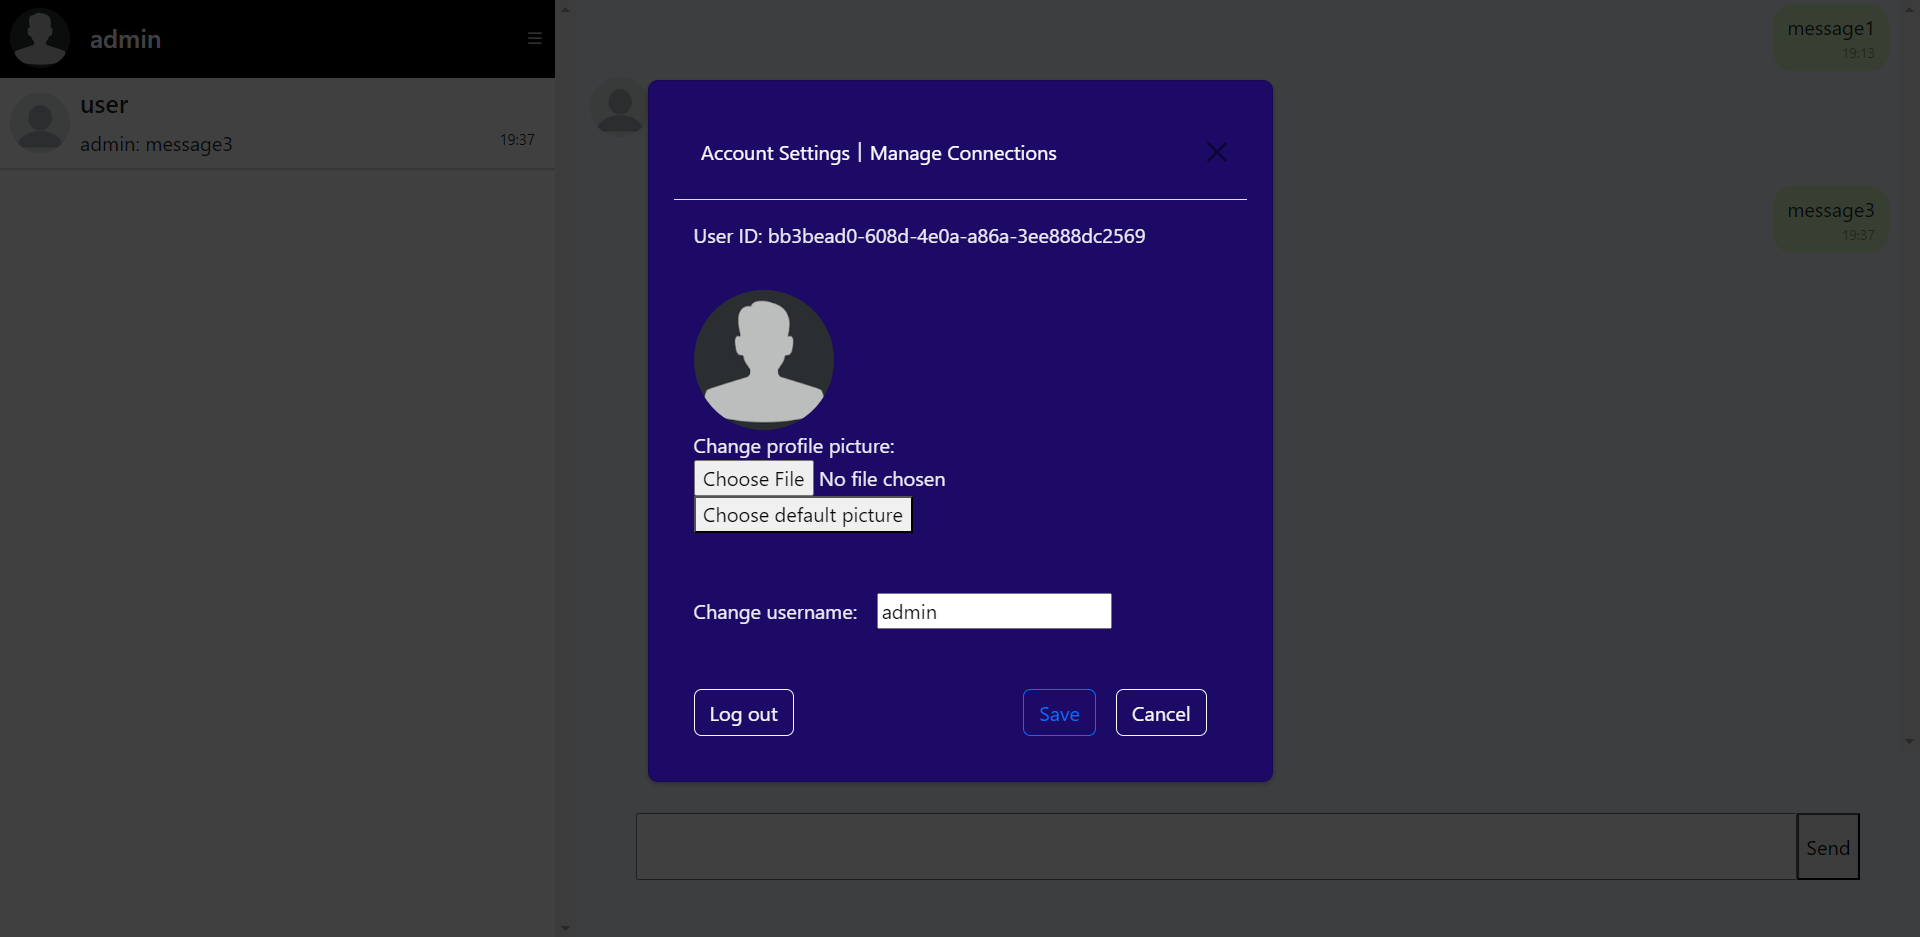 admin
user
admin: message3
19:37
message1
19:13
message3
19:37
Account Settings | Manage Connections
User ID: bb3bead0-608d-4e0a-a86a-3ee888dc2569
Change profile picture:
Choose File No file chosen
Choose default picture
Change username: admin
Log out
Save
Cancel
Send